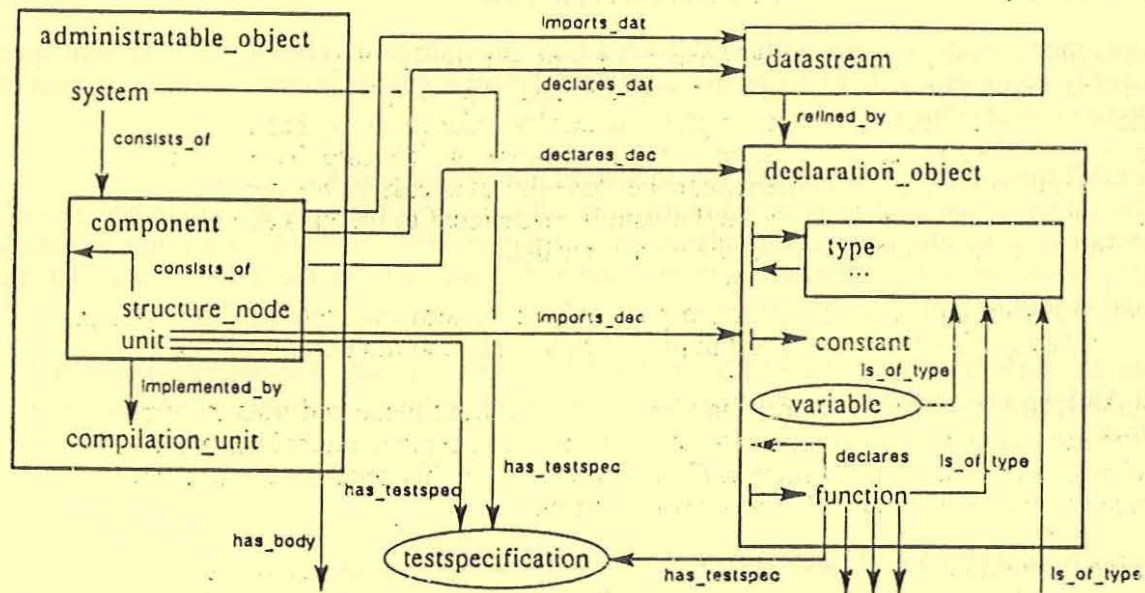 administratable_object
system
consists_of
component
consists_of
structure_node
unit
implemented_by
compilation_unit
imports_dat
declares_dat
declares_dec
imports_dec
has_testspec
has_testspec
has_body
testspecification
has_testspec
datastream
refined_by
declaration_object
type
...
constant
is_of_type
variable
declares
is_of_type
function
is_of_type